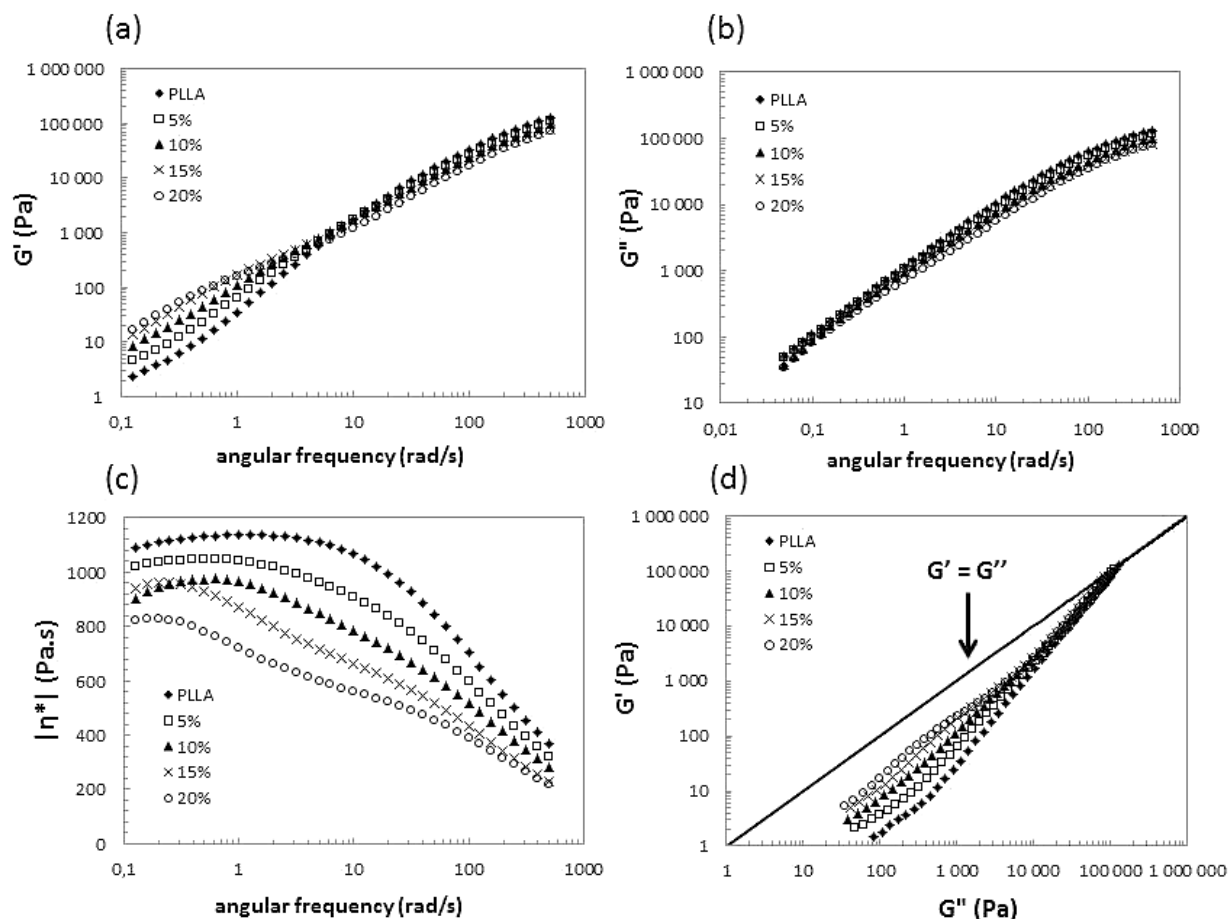 (a)
G' (Pa)
1 000 000
100 000
10 000
1 000
100
10
1
PLLA
5%
10%
15%
20%
0,1 1 10 100 1000
angular frequency (rad/s)
(b)
G" (Pa)
1 000 000
100 000
10 000
1 000
100
10
PLLA
5%
10%
15%
20%
0,01 0,1 1 10 100 1000
angular frequency (rad/s)
(c)
|η*| (Pa.s)
1200
1000
800
600
400
200
0
PLLA
5%
10%
15%
20%
0,1 1 10 100 1000
angular frequency (rad/s)
(d)
G' (Pa)
1 000 000
100 000
10 000
1 000
100
10
1
PLLA
5%
10%
15%
20%
G’ = G’’
1 10 100 1 000 10 000 100 000 1 000 000
G" (Pa)